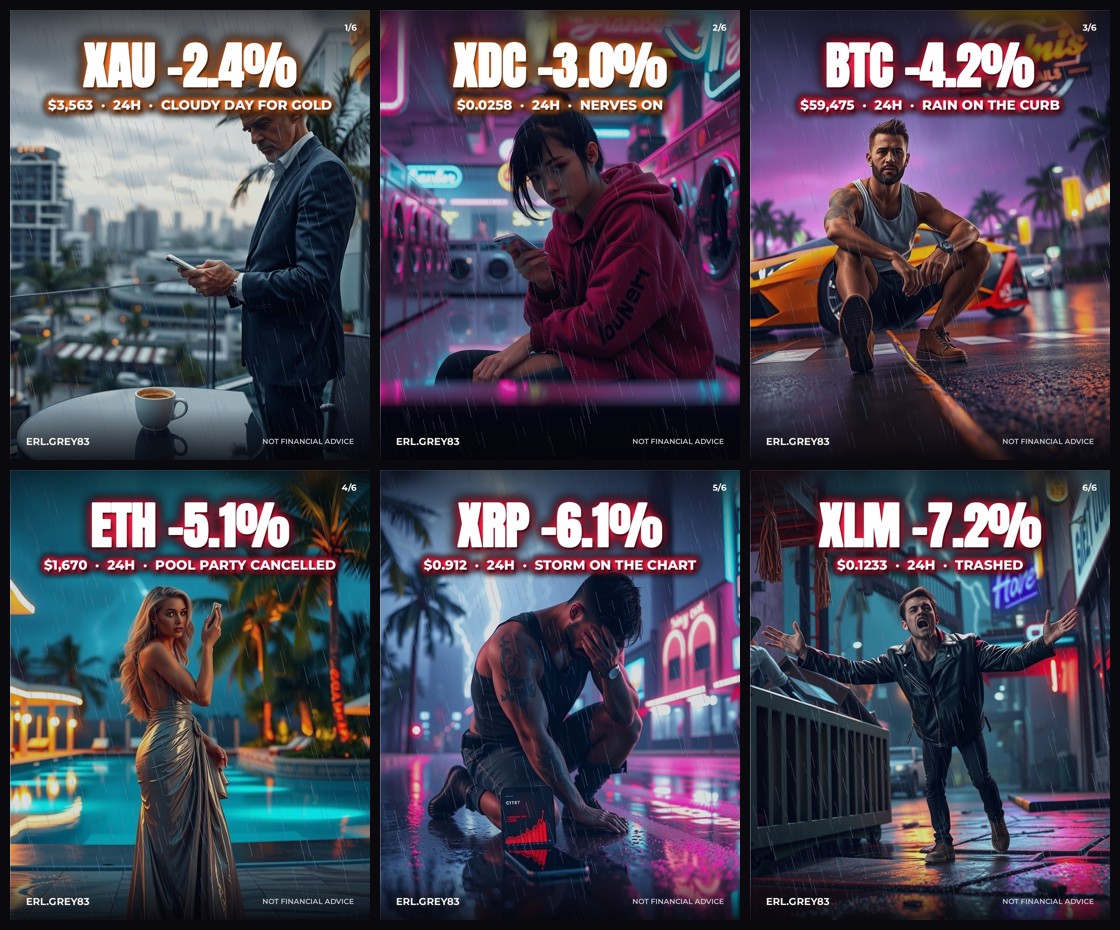 1/6
XAU -2.4%
$3,563 · 24H · CLOUDY DAY FOR GOLD
ERL.GREY83
NOT FINANCIAL ADVICE
2/6
XDC -3.0%
$0.0258 · 24H · NERVES ON
ERL.GREY83
NOT FINANCIAL ADVICE
3/6
BTC -4.2%
$59,475 · 24H · RAIN ON THE CURB
ERL.GREY83
NOT FINANCIAL ADVICE
4/6
ETH -5.1%
$1,670 · 24H · POOL PARTY CANCELLED
ERL.GREY83
NOT FINANCIAL ADVICE
5/6
XRP -6.1%
$0.912 · 24H · STORM ON THE CHART
ERL.GREY83
NOT FINANCIAL ADVICE
6/6
XLM -7.2%
$0.1233 · 24H · TRASHED
ERL.GREY83
NOT FINANCIAL ADVICE